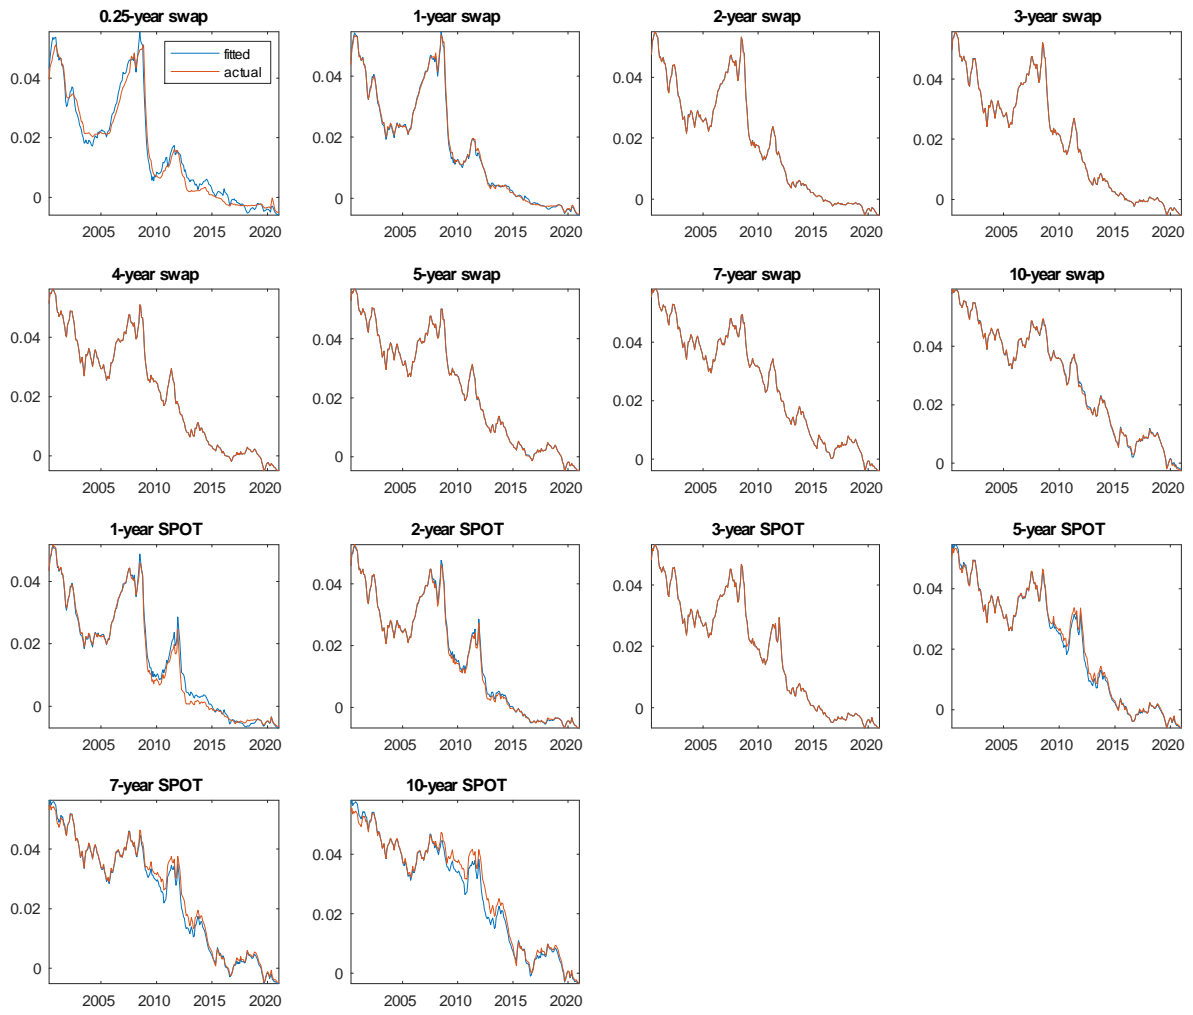 0.25-year swap
1-year swap
2-year swap
3-year swap
fitted
actual
0.04
0.02
0
2005 2010 2015 2020
0.04
0.02
0
2005 2010 2015 2020
0.04
0.02
0
2005 2010 2015 2020
0.04
0.02
0
2005 2010 2015 2020
4-year swap
5-year swap
7-year swap
10-year swap
0.04
0.02
0
2005 2010 2015 2020
0.04
0.02
0
2005 2010 2015 2020
0.04
0.02
0
2005 2010 2015 2020
0.04
0.02
0
2005 2010 2015 2020
1-year SPOT
2-year SPOT
3-year SPOT
5-year SPOT
0.04
0.02
0
2005 2010 2015 2020
0.04
0.02
0
2005 2010 2015 2020
0.04
0.02
0
2005 2010 2015 2020
0.04
0.02
0
2005 2010 2015 2020
7-year SPOT
10-year SPOT
0.04
0.02
0
2005 2010 2015 2020
0.04
0.02
0
2005 2010 2015 2020